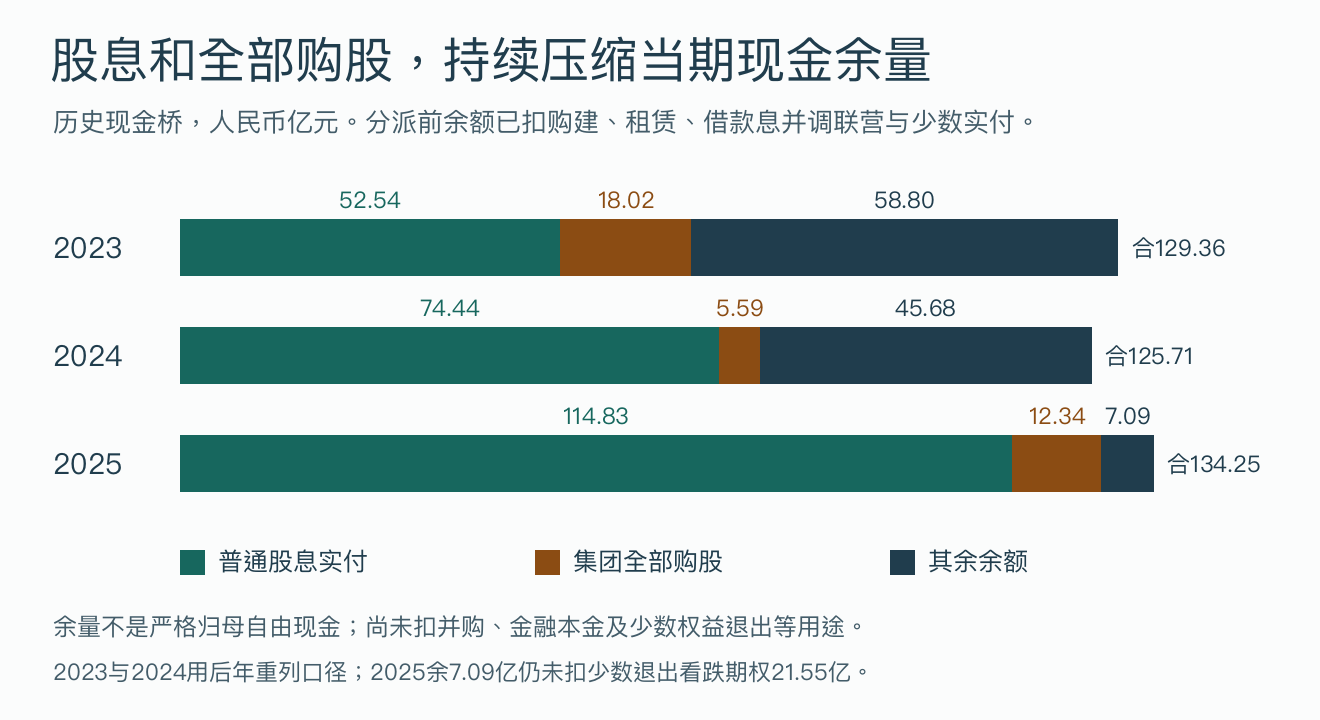 股息和全部购股，持续压缩当期现金余量
历史现金桥，人民币亿元。分派前余额已扣购建、租赁、借款息并调联营与少数实付。
52.54 18.02 58.80
2023 合129.36
74.44 5.59 45.68
2024 合125.71
114.83 12.34 7.09
2025 合134.25
普通股息实付 集团全部购股 其余余额
余量不是严格归母自由现金；尚未扣并购、金融本金及少数权益退出等用途。
2023与2024用后年重列口径；2025余7.09亿仍未扣少数退出看跌期权21.55亿。